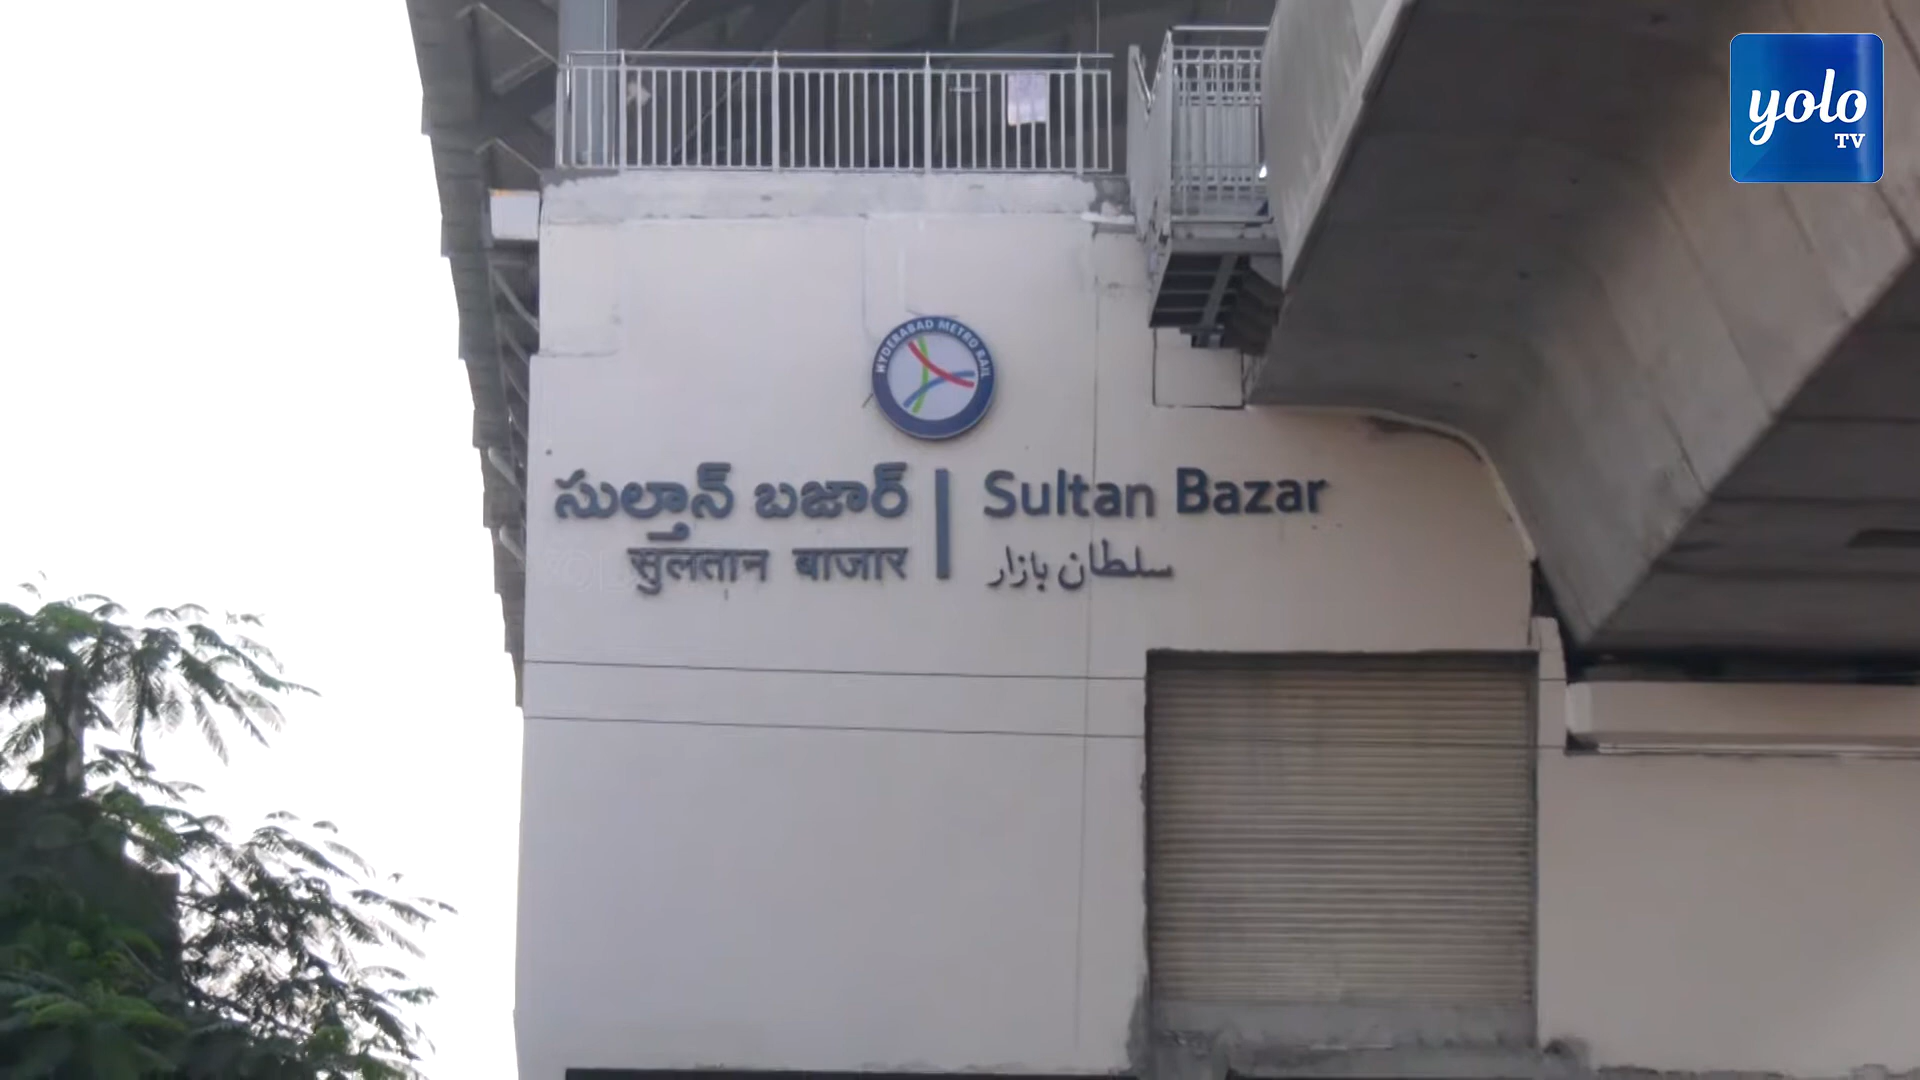 yolo
TV
HYDERABAD METRO RAIL
సుల్తాన్ బజార్
सुलतान बाजार
Sultan Bazar
سلطان بازار